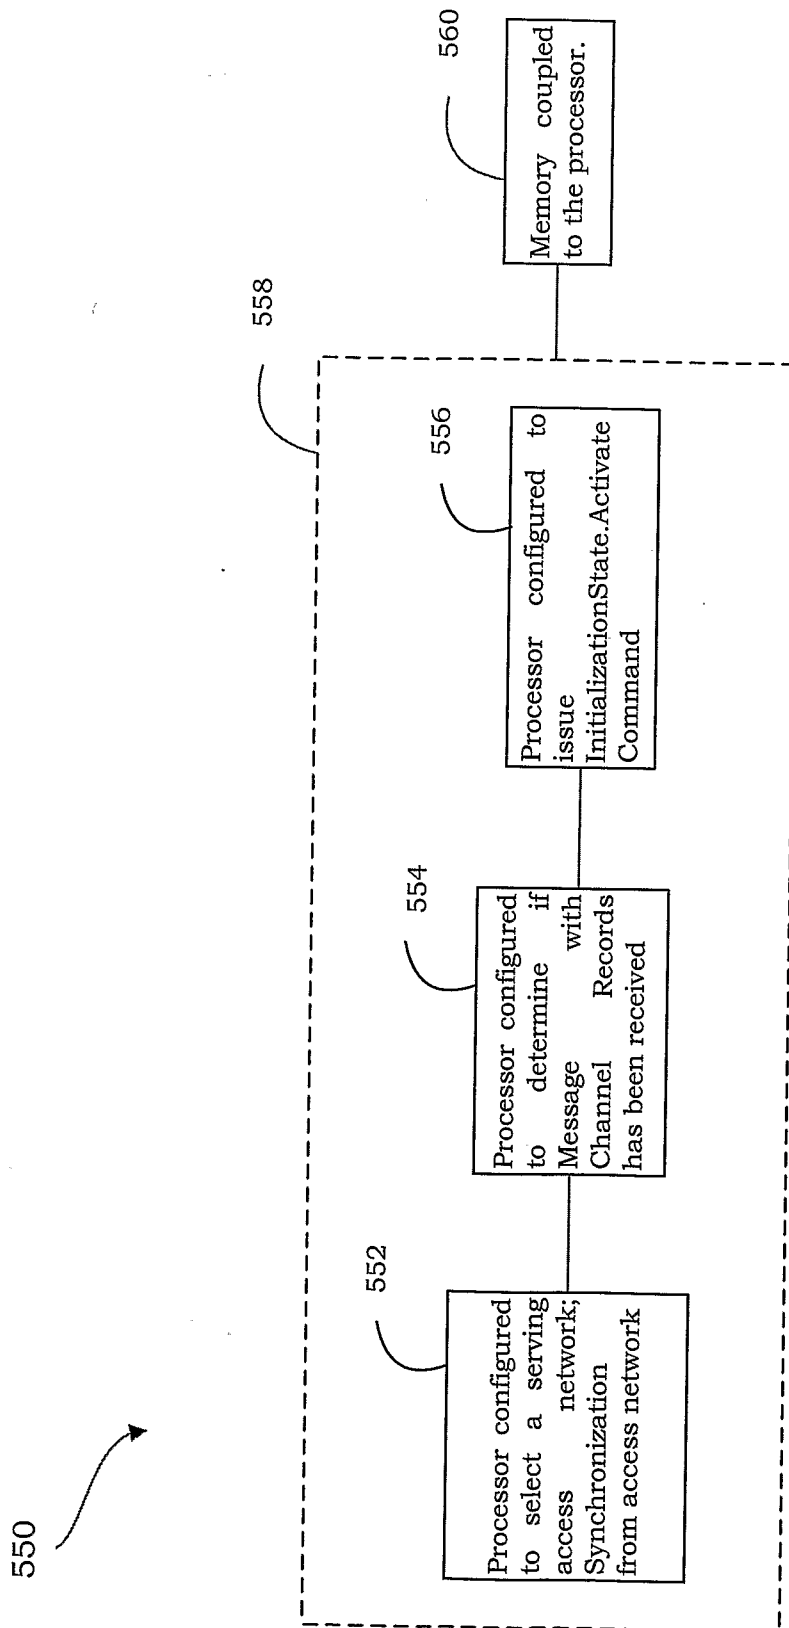 550
552
Processor configured
to select a serving
access network;
Synchronization
from access network
554
Processor configured
to determine if
Message with
Channel Records
has been received
556
Processor configured to
issue
InitializationState.Activate
Command
558
560
Memory coupled
to the processor.